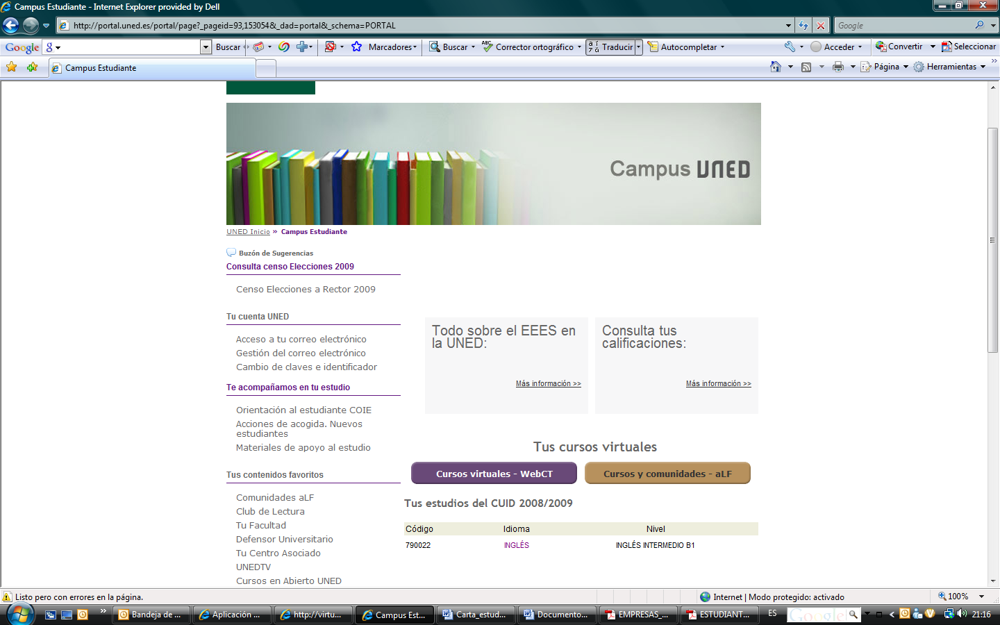 Campus Estudiante - Internet Explorer provided by Dell
http://portal.uned.es/portal/page?_pageid=93,153054&_dad=portal&_schema=PORTAL
Google
Google
Buscar
Marcadores
Buscar
ABC
Corrector ortográfico
Traducir
Autocompletar
Acceder
Convertir
Seleccionar
Campus Estudiante
Página
Herramientas
Campus UNED
UNED Inicio » Campus Estudiante
Buzón de Sugerencias
Consulta censo Elecciones 2009
Censo Elecciones a Rector 2009
Tu cuenta UNED
Acceso a tu correo electrónico
Gestión del correo electrónico
Cambio de claves e identificador
Te acompañamos en tu estudio
Orientación al estudiante COIE
Acciones de acogida. Nuevos
estudiantes
Materiales de apoyo al estudio
Tus contenidos favoritos
Comunidades aLF
Club de Lectura
Tu Facultad
Defensor Universitario
Tu Centro Asociado
UNEDTV
Cursos en Abierto UNED
Todo sobre el EEES en
la UNED:
Más información >>
Consulta tus
calificaciones:
Más información >>
Tus cursos virtuales
Cursos virtuales - WebCT
Cursos y comunidades - aLF
Tus estudios del CUID 2008/2009
Código Idioma Nivel
790022 INGLÉS INGLÉS INTERMEDIO B1
Listo pero con errores en la página.
Internet | Modo protegido: activado
100%
Bandeja de ...
Aplicación ...
http://virtu...
Campus Est...
Carta_estud...
Documento...
EMPRESAS_...
ESTUDIANT...
ES
Google
21:16